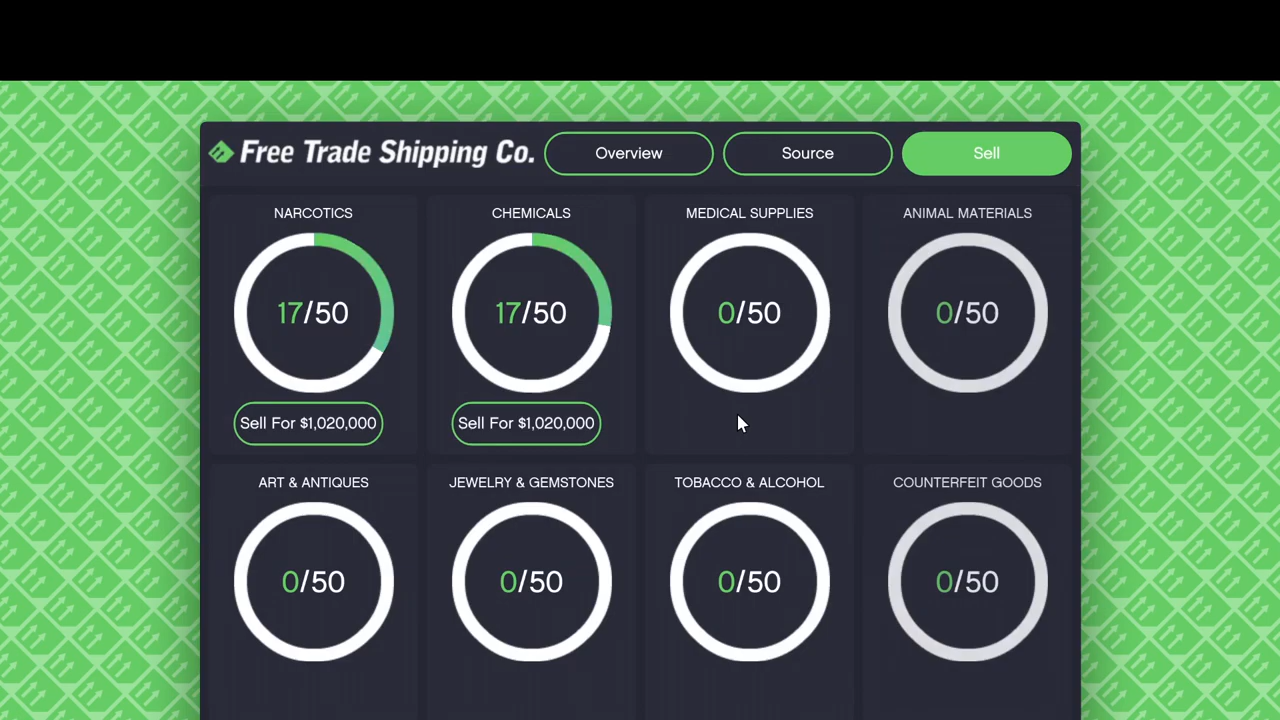 Free Trade Shipping Co. Overview Source Sell
NARCOTICS CHEMICALS MEDICAL SUPPLIES ANIMAL MATERIALS
17/50 17/50 0/50 0/50
Sell For $1,020,000 Sell For $1,020,000
ART & ANTIQUES JEWELRY & GEMSTONES TOBACCO & ALCOHOL COUNTERFEIT GOODS
0/50 0/50 0/50 0/50